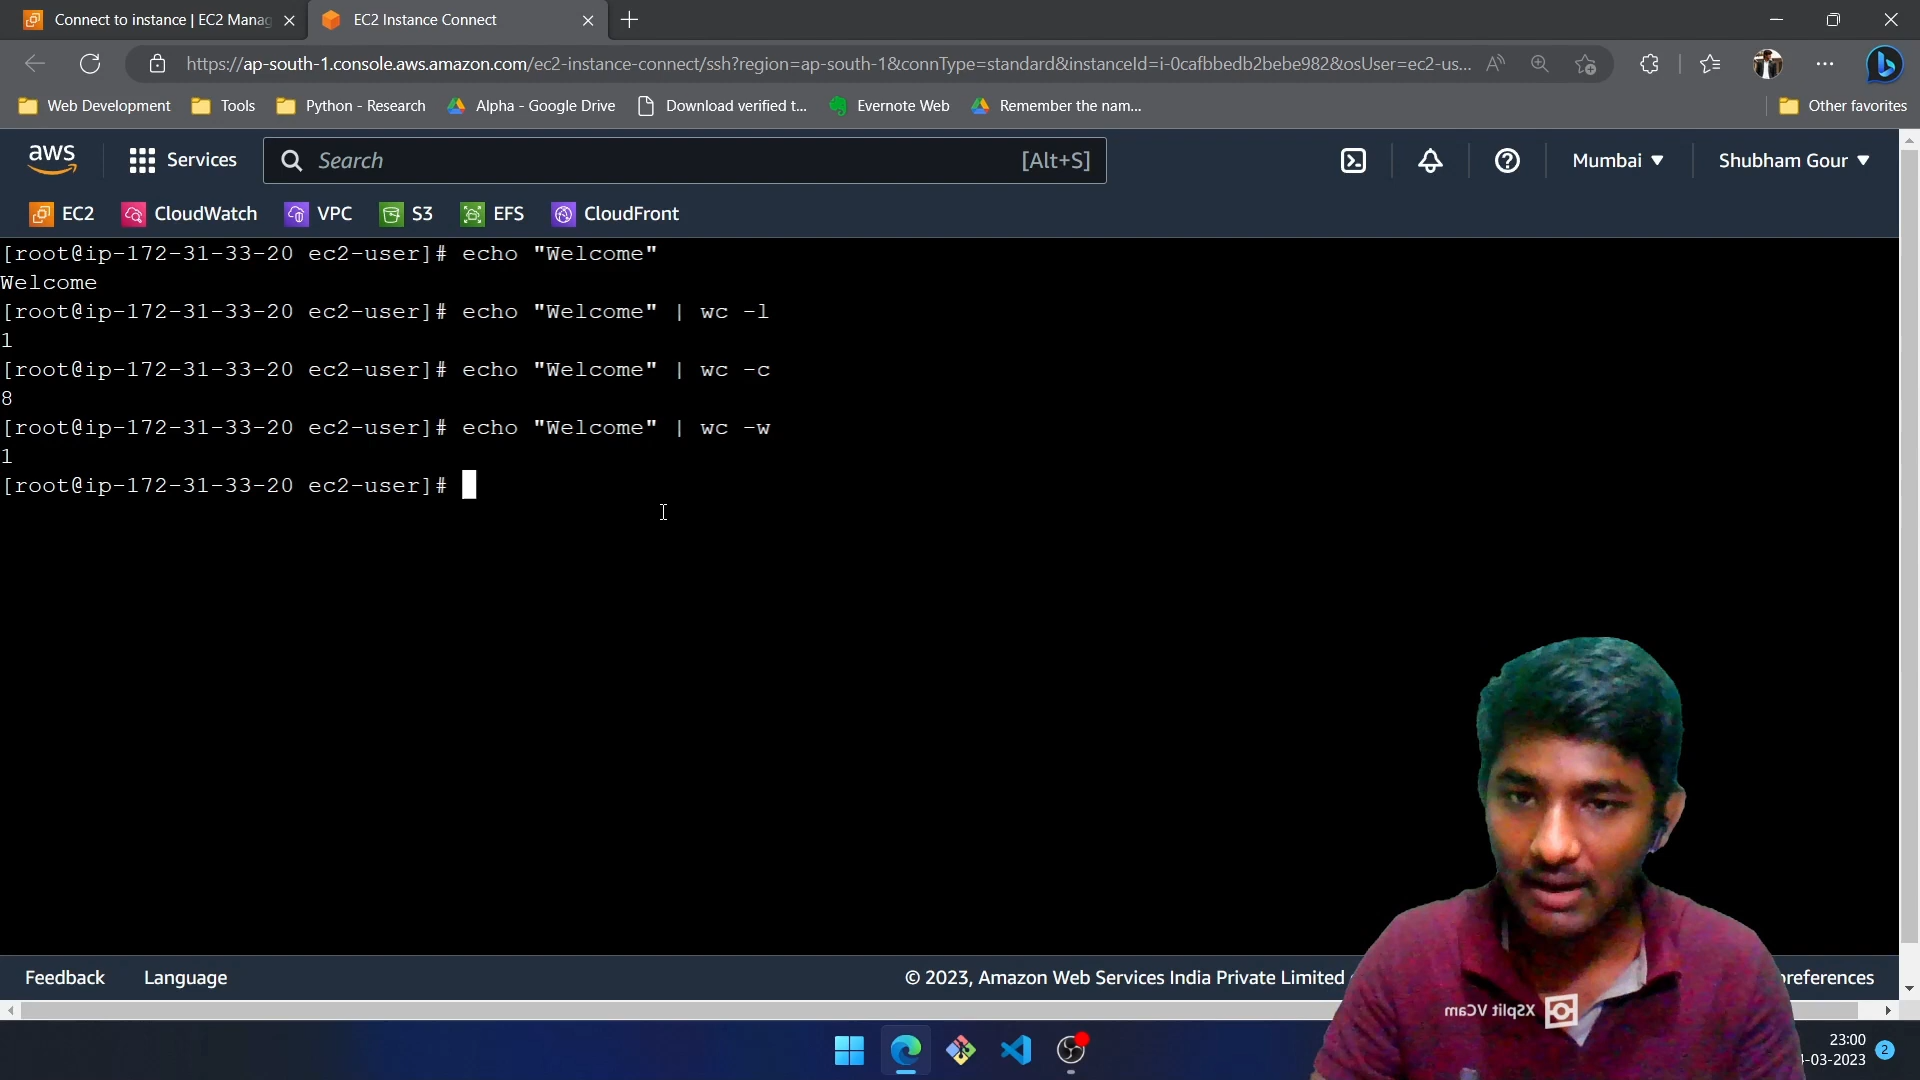 Connect to instance | EC2 Manag
EC2 Instance Connect
https://ap-south-1.console.aws.amazon.com/ec2-instance-connect/ssh?region=ap-south-1&connType=standard&instanceId=i-0cafbbedb2bebe982&osUser=ec2-us...
Web Development
Tools
Python - Research
Alpha - Google Drive
Download verified t...
Evernote Web
Remember the nam...
Other favorites
aws
Services
Search
[Alt+S]
Mumbai
Shubham Gour
EC2
CloudWatch
VPC
S3
EFS
CloudFront
[root@ip-172-31-33-20 ec2-user]# echo "Welcome"
Welcome
[root@ip-172-31-33-20 ec2-user]# echo "Welcome" | wc -l
1
[root@ip-172-31-33-20 ec2-user]# echo "Welcome" | wc -c
8
[root@ip-172-31-33-20 ec2-user]# echo "Welcome" | wc -w
1
[root@ip-172-31-33-20 ec2-user]#
Feedback
Language
© 2023, Amazon Web Services India Private Limited
preferences
XSplit VCam
23:00
-03-2023
2